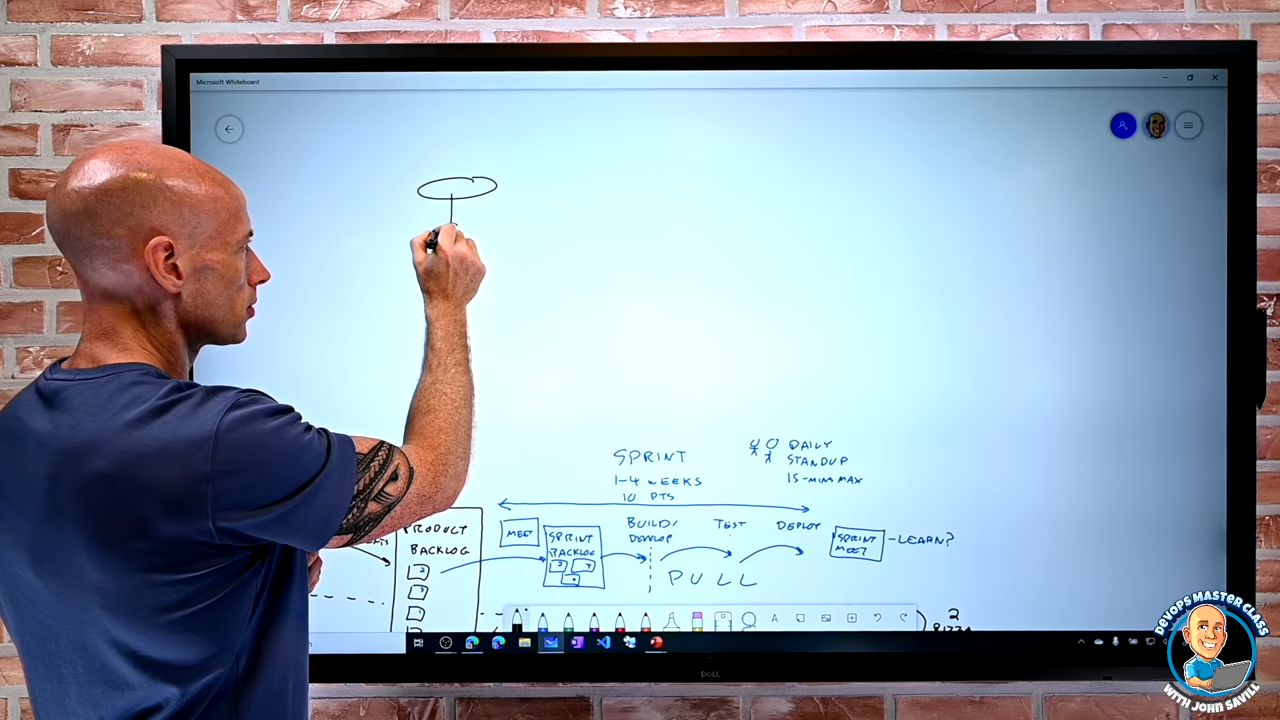 Microsoft Whiteboard
SPRINT
1-4 WEEKS
10 PTS
DAILY
STANDUP
15-MINS MAX
PRODUCT
BACKLOG
MEET
SPRINT
BACKLOG
BUILD/
DEVELOP
TEST
DEPLOY
SPRINT
MEET
-LEARN?
PULL
2
DELL
DEVOPS MASTER CLASS
WITH JOHN SAVILL